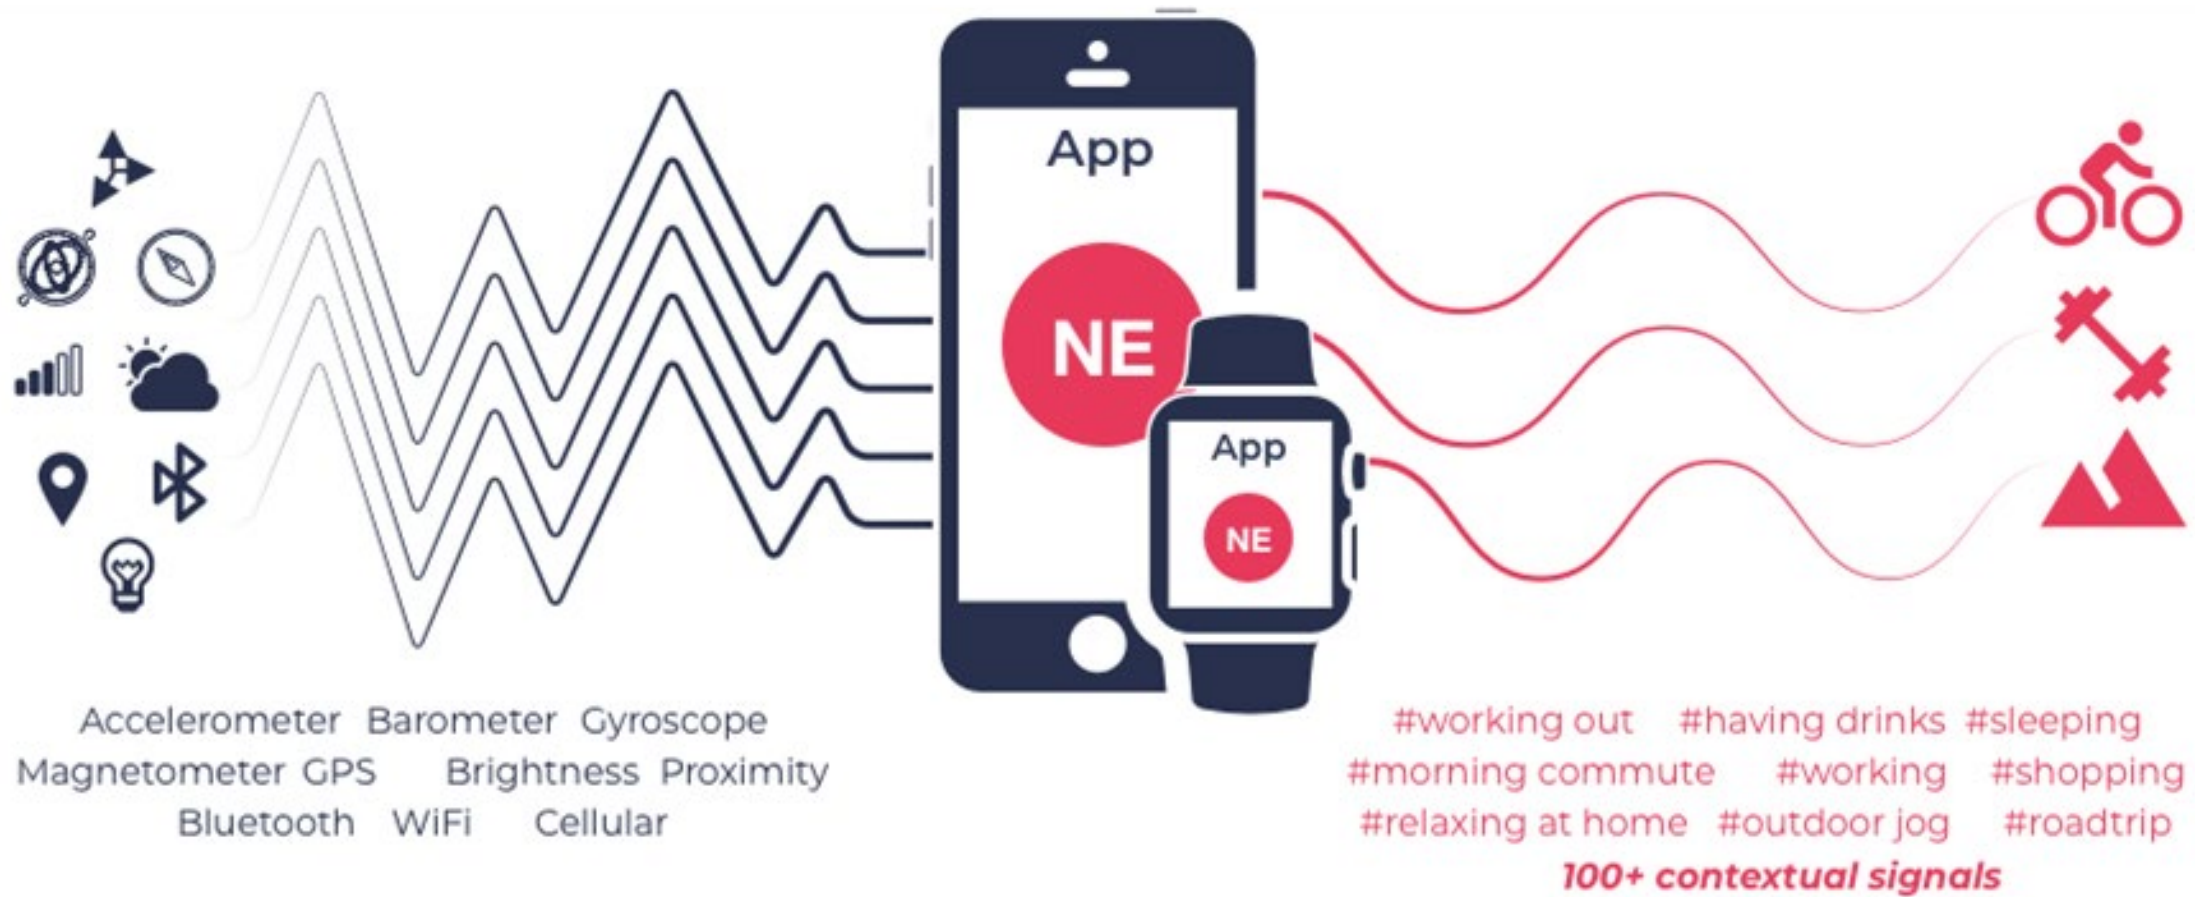 App
NE
App
NE
Accelerometer Barometer Gyroscope
Magnetometer GPS Brightness Proximity
Bluetooth WiFi Cellular
#working out #having drinks #sleeping
#morning commute #working #shopping
#relaxing at home #outdoor jog #roadtrip
100+ contextual signals